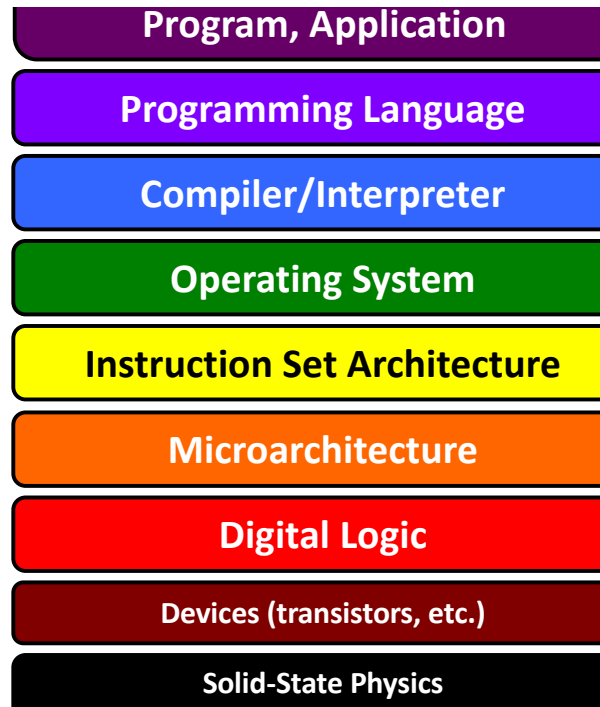 Program, Application
Programming Language
Compiler/Interpreter
Operating System
Instruction Set Architecture
Microarchitecture
Digital Logic
Devices (transistors, etc.)
Solid-State Physics